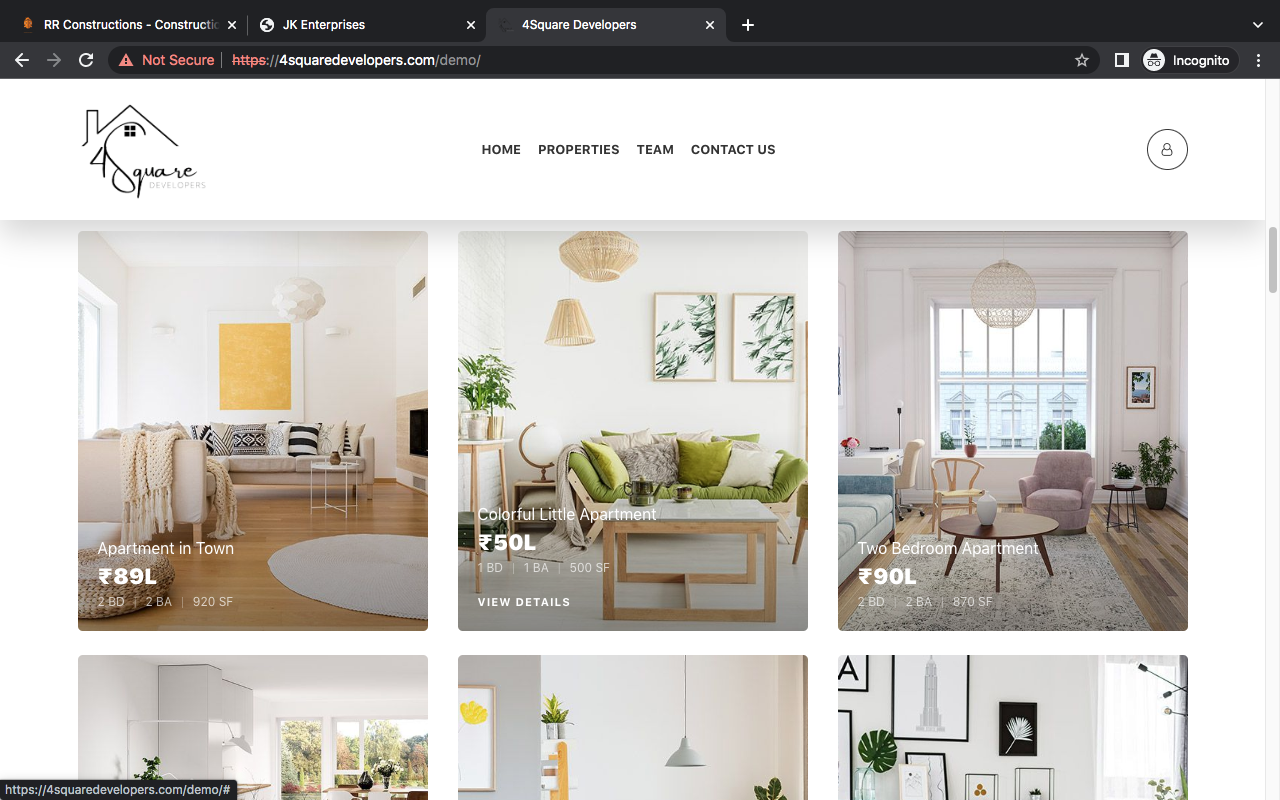 RR Constructions - Constructio
JK Enterprises
4Square Developers
Not Secure
https://4squaredevelopers.com/demo/
Incognito
4Square
DEVELOPERS
HOME
PROPERTIES
TEAM
CONTACT US
Apartment in Town
₹89L
2 BD | 2 BA | 920 SF
Colorful Little Apartment
₹50L
1 BD | 1 BA | 500 SF
VIEW DETAILS
Two Bedroom Apartment
₹90L
2 BD | 2 BA | 870 SF
A
https://4squaredevelopers.com/demo/#